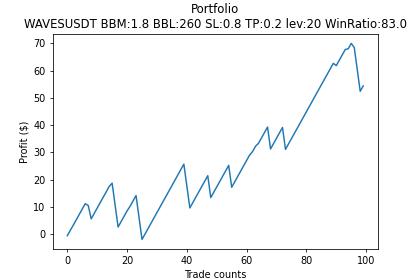 Portfolio
WAVESUSDT BBM:1.8 BBL:260 SL:0.8 TP:0.2 lev:20 WinRatio:83.0
70
60
50
40
30
20
10
0
Profit ($)
0 20 40 60 80 100
Trade counts